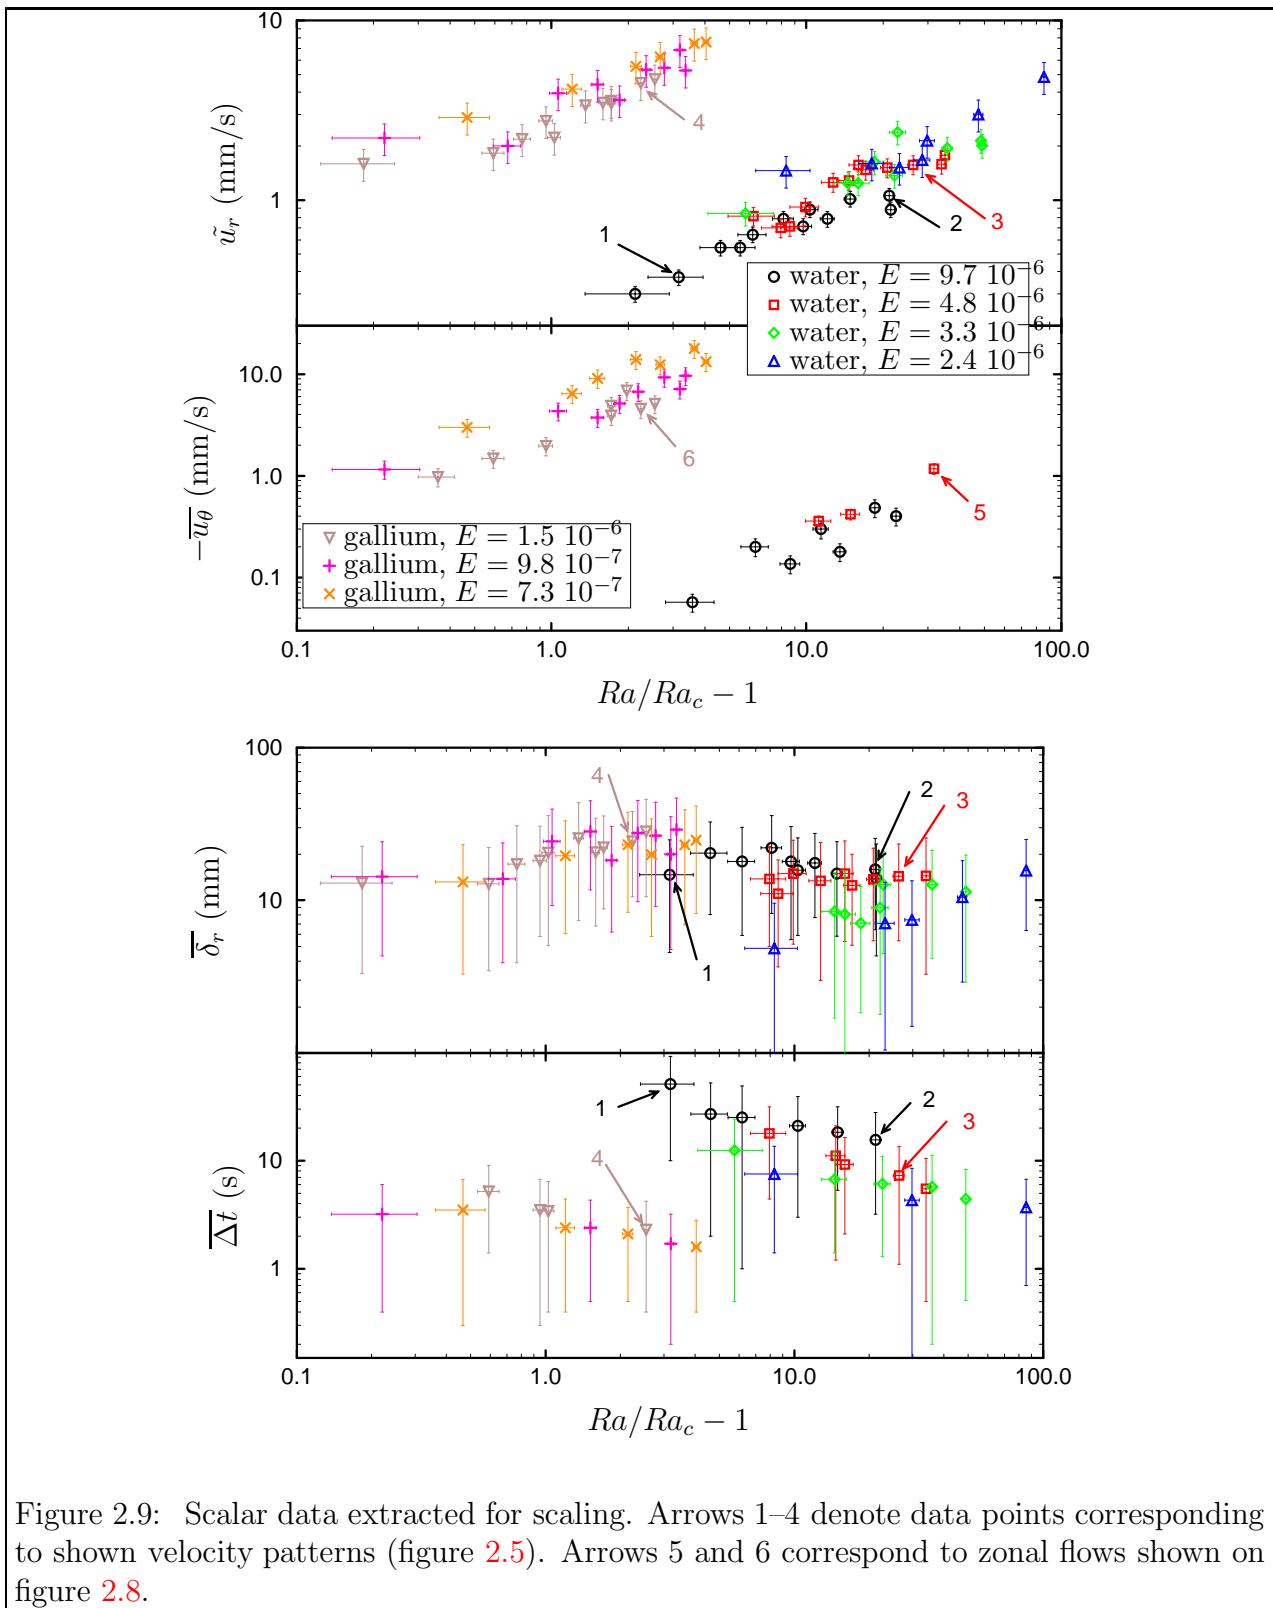 10
1
ũ_r (mm/s)
4
3
2
1
water, E = 9.7 10⁻⁶
water, E = 4.8 10⁻⁶
water, E = 3.3 10⁻⁶
water, E = 2.4 10⁻⁶
10.0
1.0
0.1
−\overline{u_θ} (mm/s)
6
5
gallium, E = 1.5 10⁻⁶
gallium, E = 9.8 10⁻⁷
gallium, E = 7.3 10⁻⁷
0.1 1.0 10.0 100.0
Ra/Ra_c − 1
100
10
\overline{δ_r} (mm)
4
2
3
1
10
1
\overline{Δt} (s)
1
2
3
4
0.1 1.0 10.0 100.0
Ra/Ra_c − 1
Figure 2.9: Scalar data extracted for scaling. Arrows 1–4 denote data points corresponding
to shown velocity patterns (figure 2.5). Arrows 5 and 6 correspond to zonal flows shown on
figure 2.8.